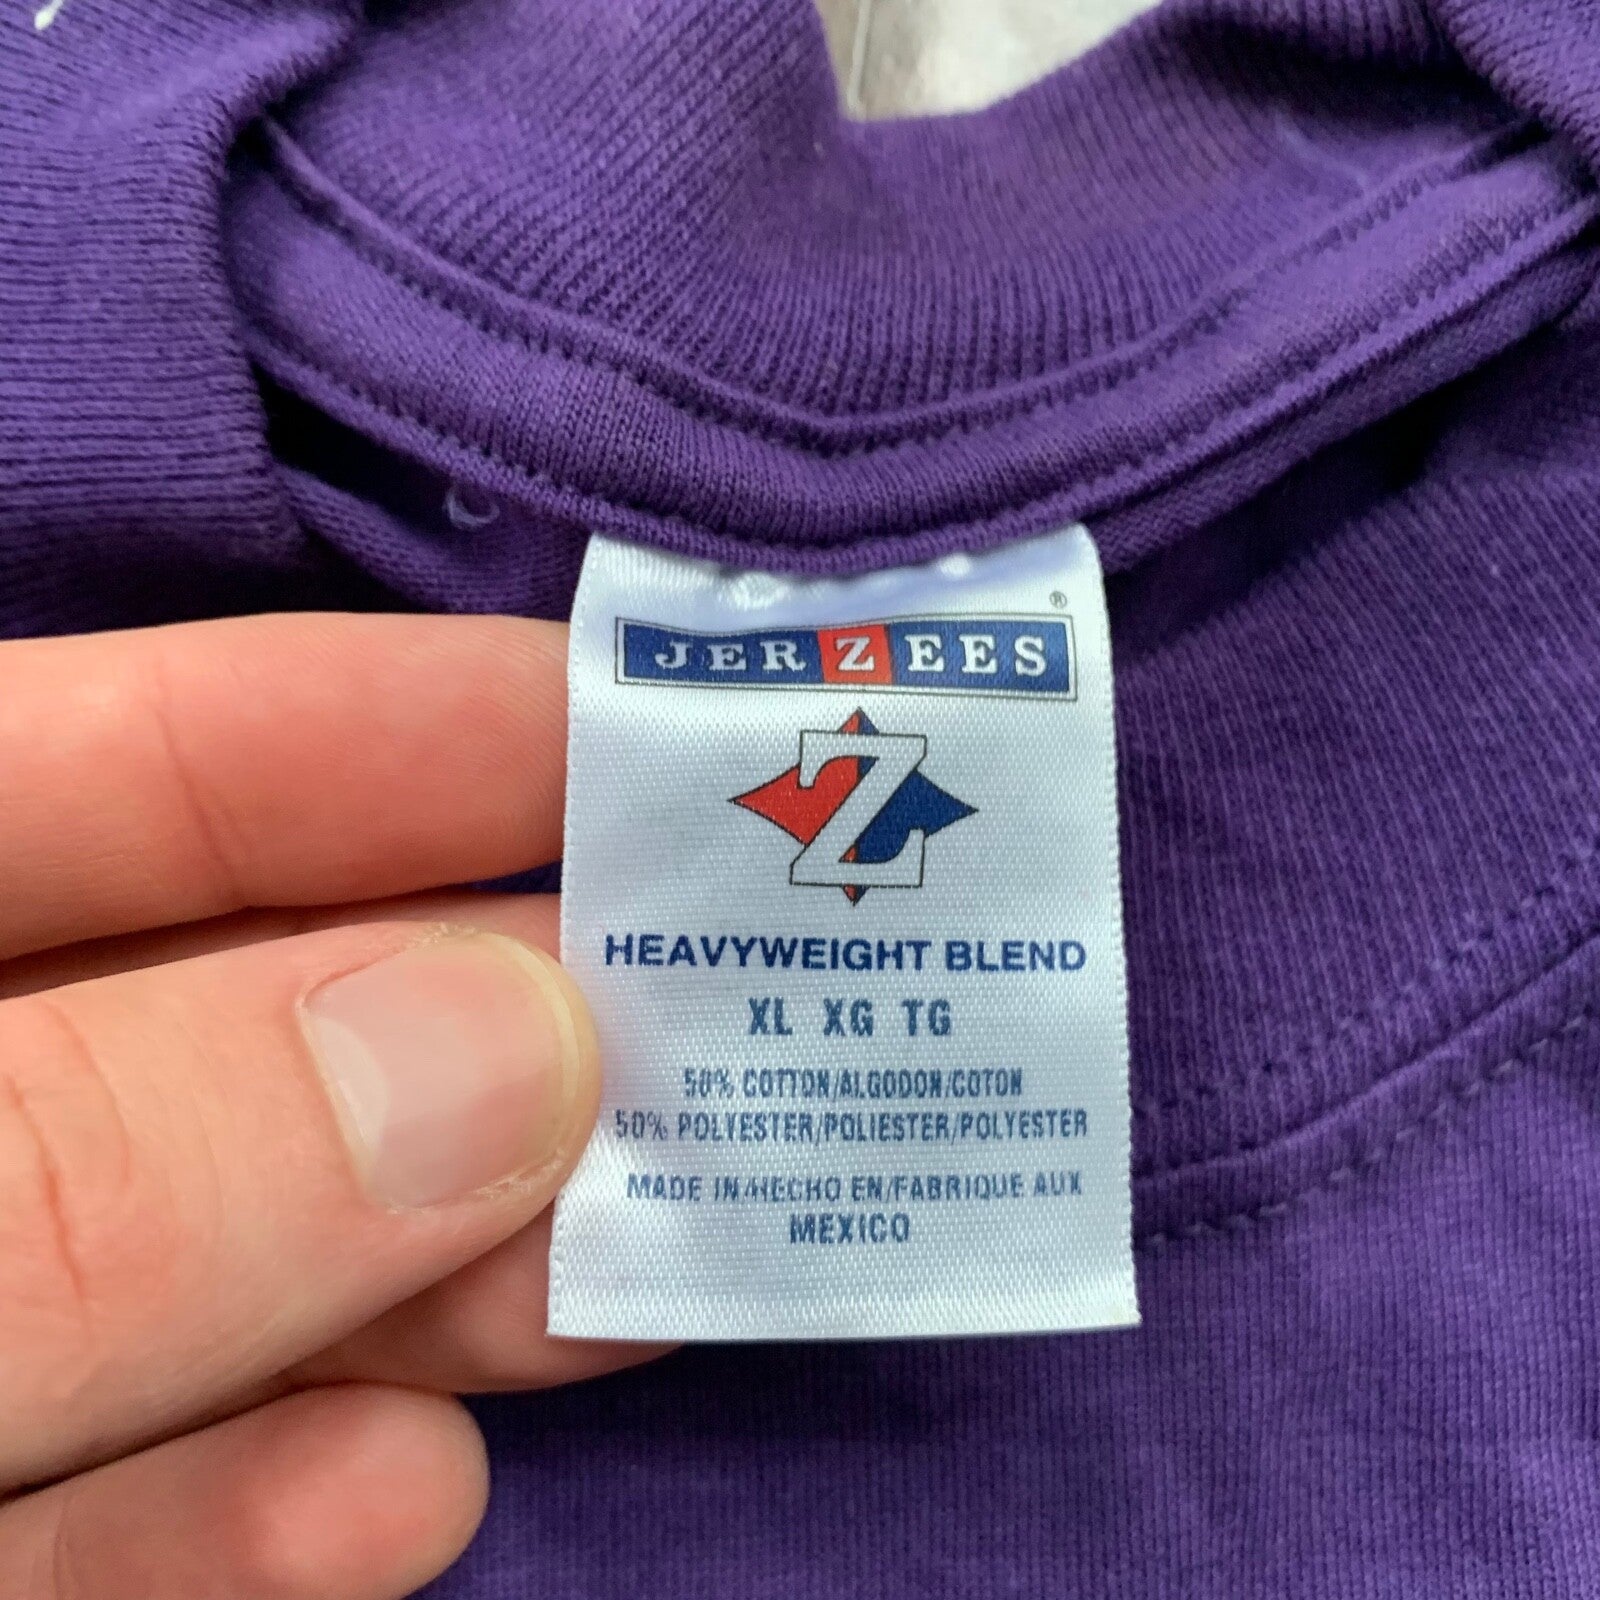 ®
JERZEES
Z
HEAVYWEIGHT BLEND
XL XG TG
50% COTTON/ALGODON/COTON
50% POLYESTER/POLIESTER/POLYESTER
MADE IN/HECHO EN/FABRIQUE AUX
MEXICO